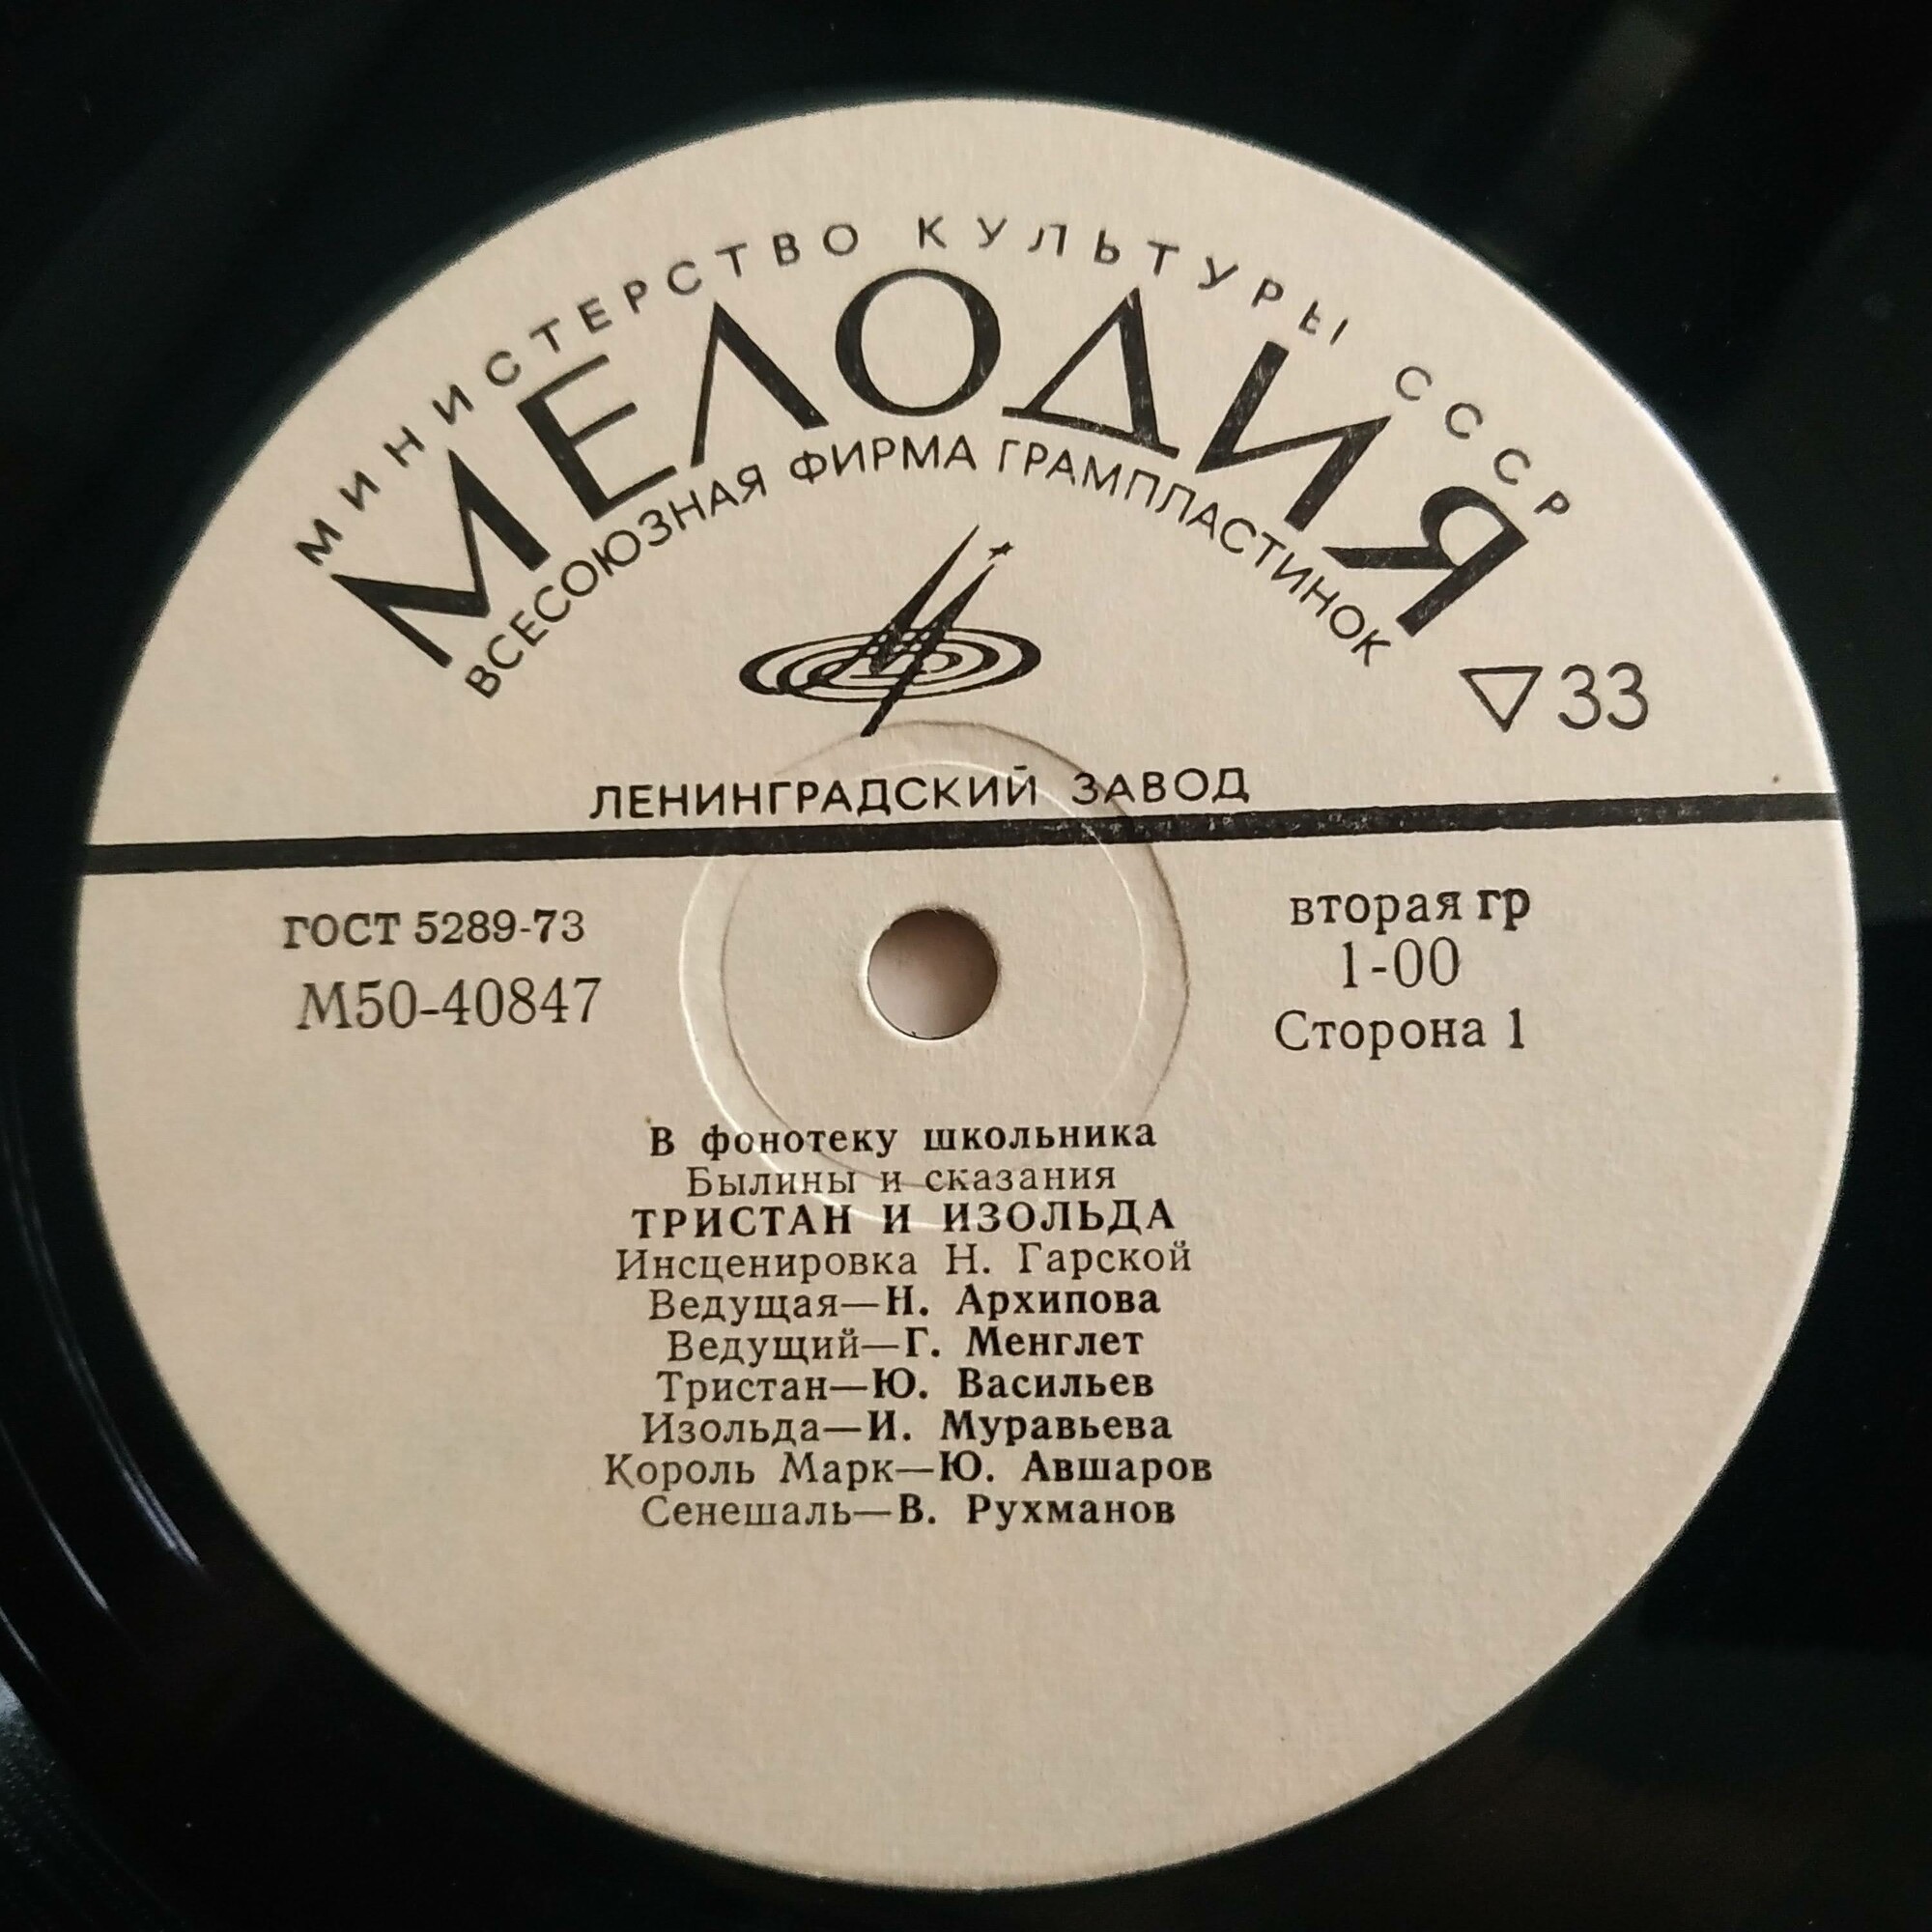 МИНИСТЕРСТВО КУЛЬТУРЫ СССР
МЕЛОДИЯ
ВСЕСОЮЗНАЯ ФИРМА ГРАМПЛАСТИНОК
33
ЛЕНИНГРАДСКИЙ ЗАВОД
ГОСТ 5289-73
М50-40847
вторая гр
1-00
Сторона 1
В фонотеку школьника
Былины и сказания
ТРИСТАН И ИЗОЛЬДА
Инсценировка Н. Гарской
Ведущая—Н. Архипова
Ведущий—Г. Менглет
Тристан—Ю. Васильев
Изольда—И. Муравьева
Король Марк—Ю. Авшаров
Сенешаль—В. Рухманов